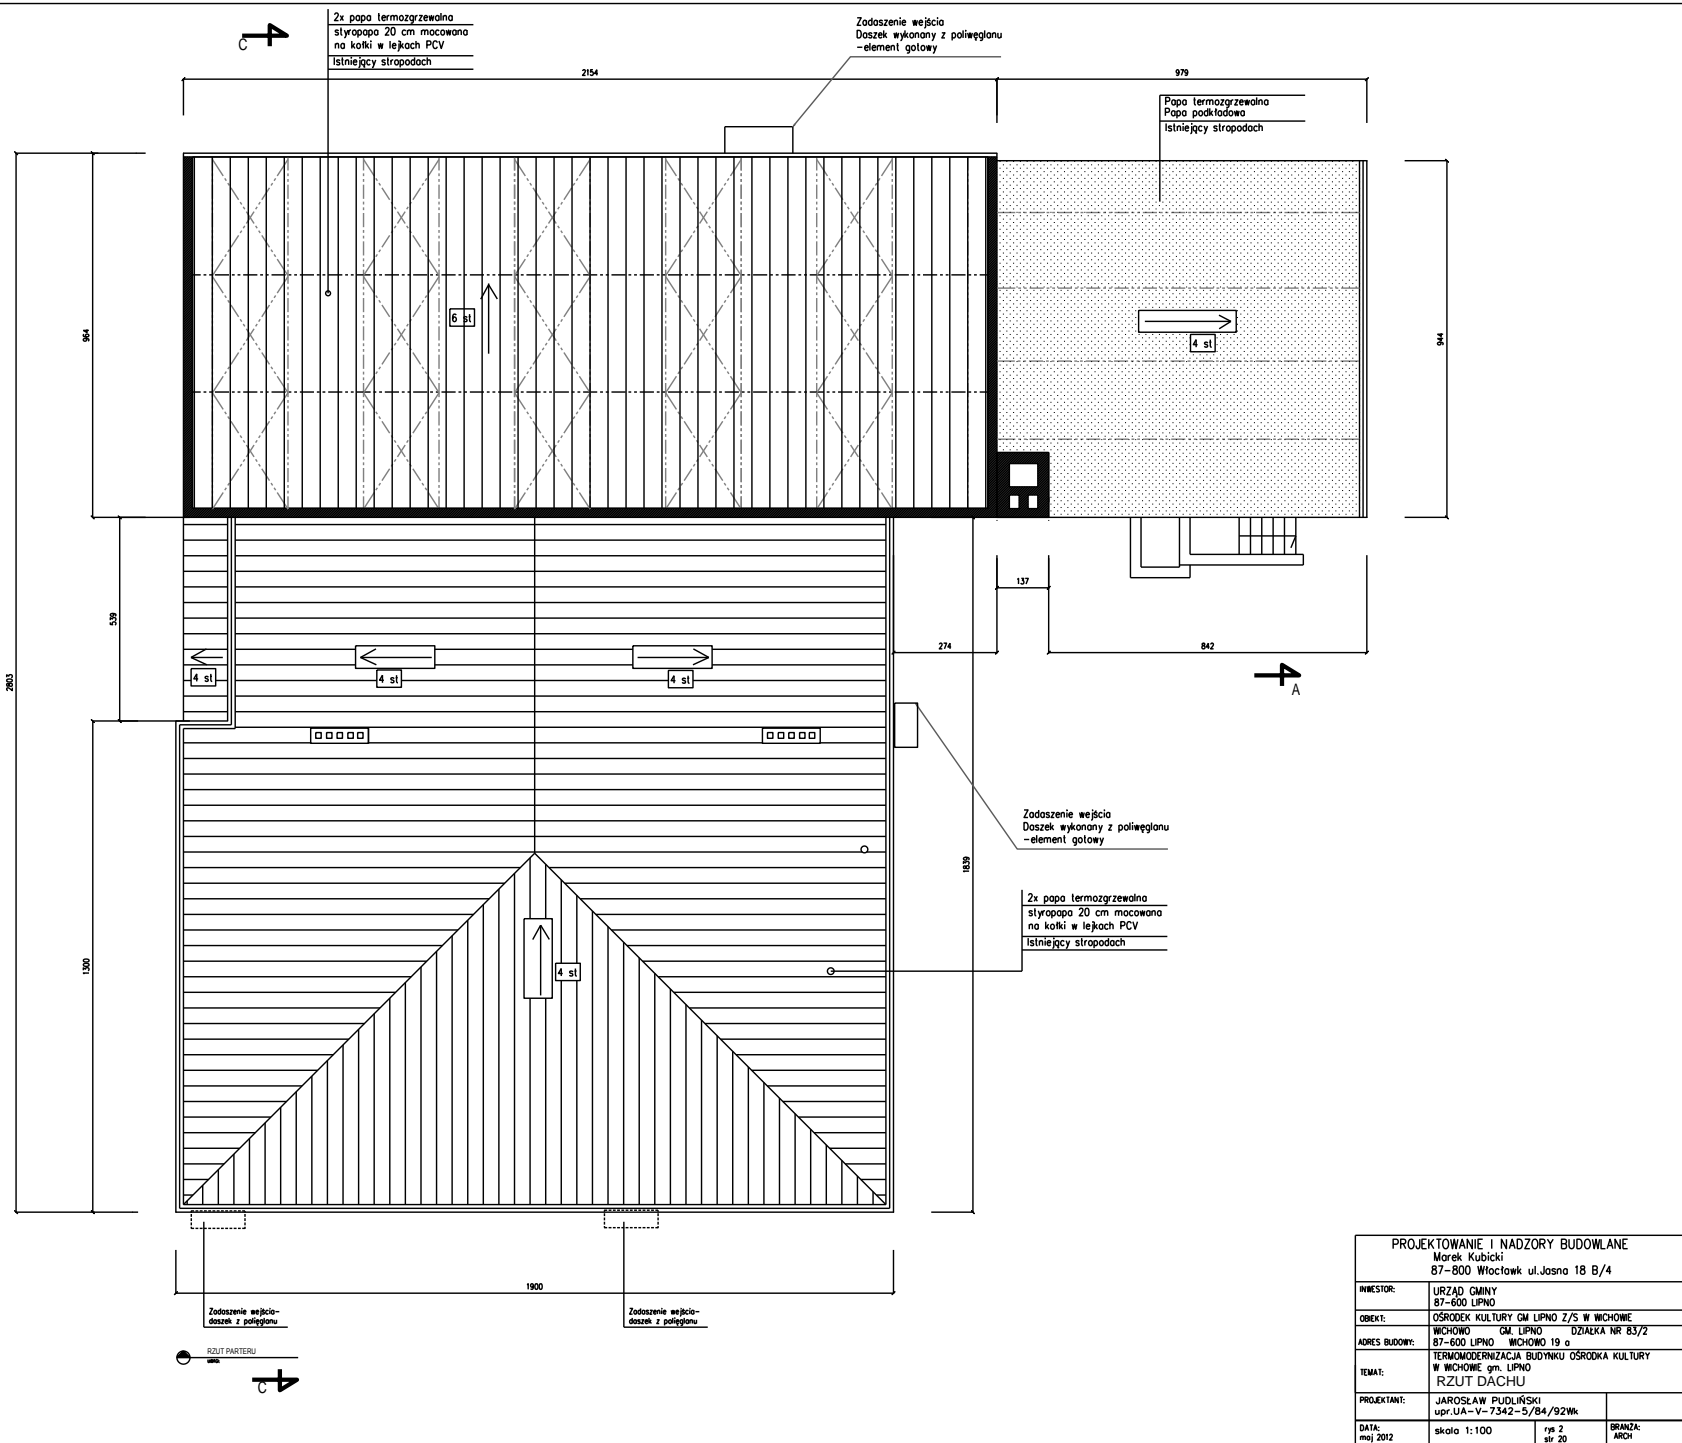 C
2x papa termozgrzewalna
styropapa 20 cm mocowana
na kołki w lejkach PCV
Istniejący stropodach
Zadaszenie wejścia
Daszek wykonany z poliwęglanu
-element gotowy
2154
979
Papa termozgrzewalna
Papa podkładowa
Istniejący stropodach
964
6 st
4 st
944
539
137
274
842
2803
4 st
4 st
4 st
A
Zadaszenie wejścia
Daszek wykonany z poliwęglanu
-element gotowy
1839
2x papa termozgrzewalna
styropapa 20 cm mocowana
na kołki w lejkach PCV
Istniejący stropodach
1300
4 st
1900
Zadaszenie wejścia-
daszek z polięglanu
Zadaszenie wejścia-
daszek z polięglanu
RZUT PARTERU
C
PROJEKTOWANIE I NADZORY BUDOWLANE
Marek Kubicki
87-800 Włocławk ul.Jasna 18 B/4
INWESTOR: URZĄD GMINY
87-600 LIPNO
OBIEKT: OŚRODEK KULTURY GM LIPNO Z/S W WICHOWIE
ADRES BUDOWY: WICHOWO GM. LIPNO DZIAŁKA NR 83/2
87-600 LIPNO WICHOWO 19 a
TEMAT: TERMOMODERNIZACJA BUDYNKU OŚRODKA KULTURY
W WICHOWIE gm. LIPNO
RZUT DACHU
PROJEKTANT: JAROSŁAW PUDLIŃSKI
upr.UA-V-7342-5/84/92Wk
DATA: skala 1:100 rys 2 BRANŻA:
maj 2012 str 20 ARCH